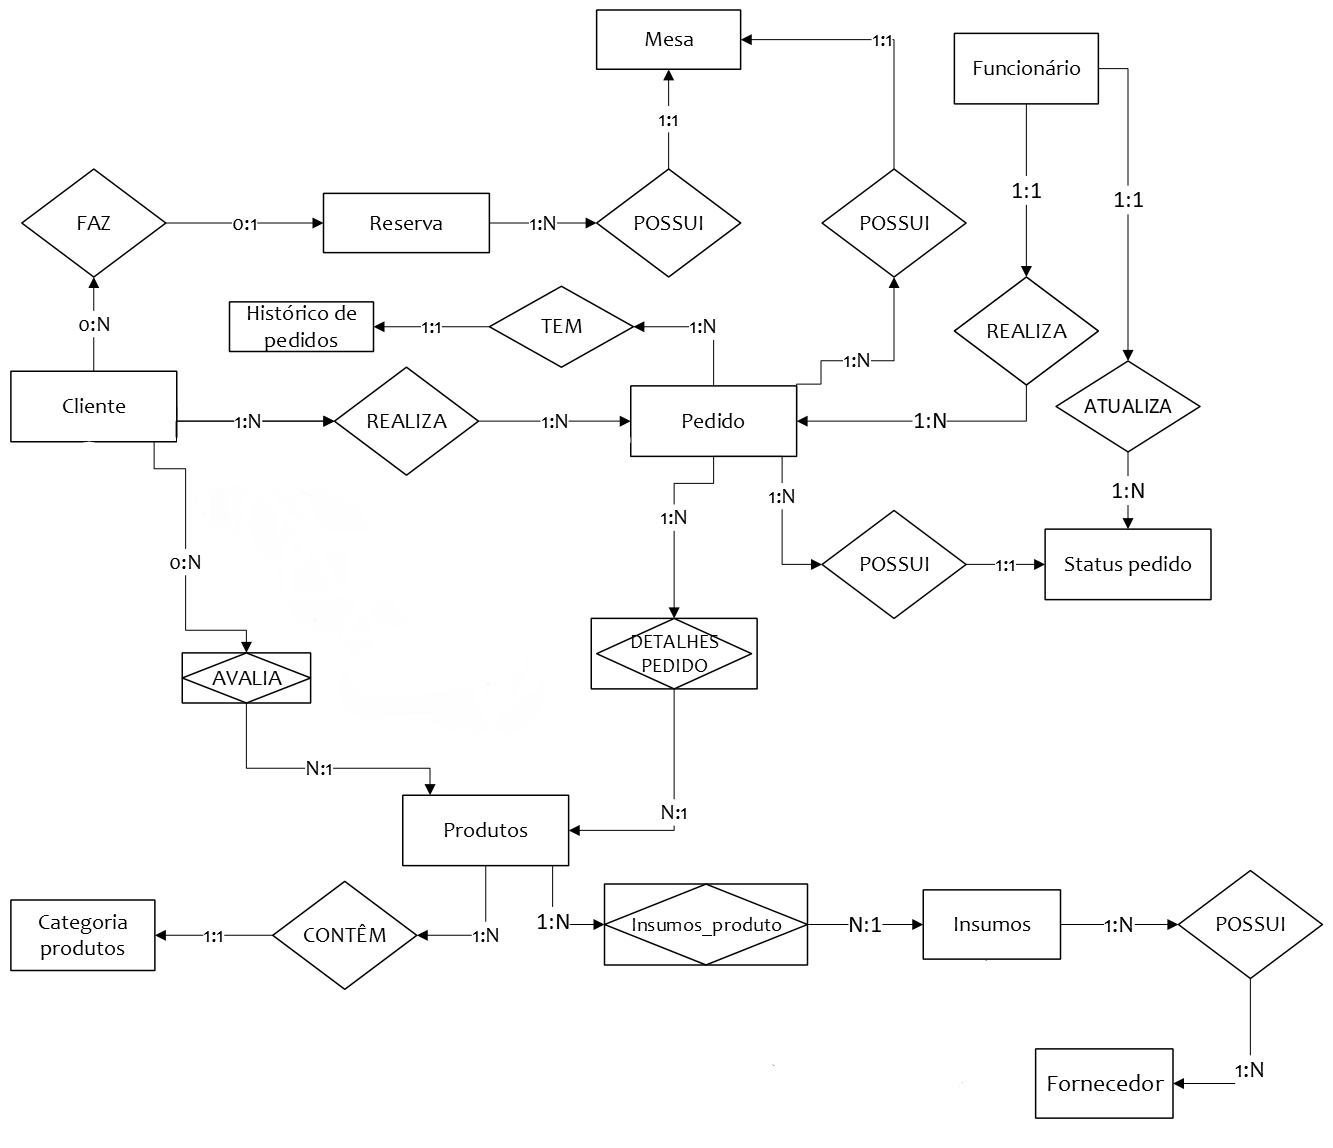 Mesa
1:1
Funcionário
1:1
1:1
1:1
FAZ
0:1
Reserva
1:N
POSSUI
POSSUI
0:N
Histórico de
pedidos
1:1
TEM
1:N
1:N
REALIZA
ATUALIZA
Cliente
1:N
REALIZA
1:N
Pedido
1:N
1:N
1:N
1:N
0:N
POSSUI
1:1
Status pedido
DETALHES
PEDIDO
AVALIA
N:1
N:1
Produtos
Categoria
produtos
1:1
CONTÊM
1:N
1:N
Insumos_produto
N:1
Insumos
1:N
POSSUI
1:N
Fornecedor